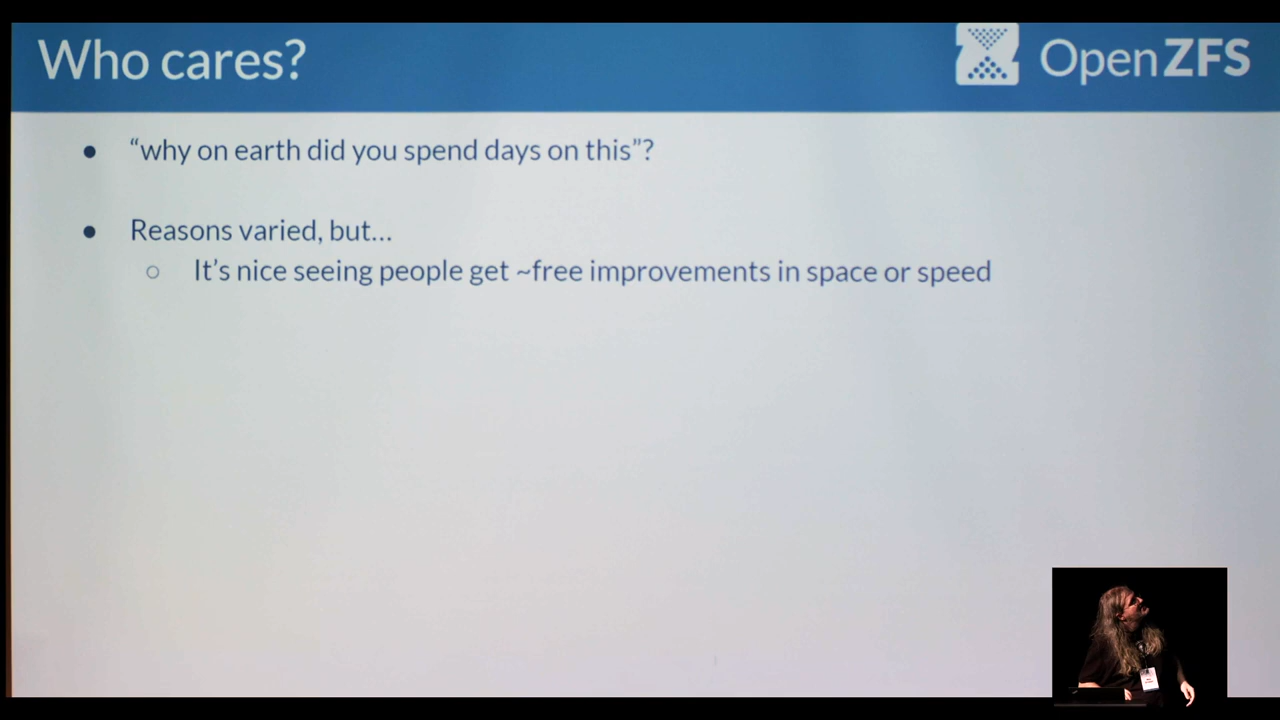 Who cares?
OpenZFS
● “why on earth did you spend days on this”?
● Reasons varied, but...
○ It’s nice seeing people get ~free improvements in space or speed